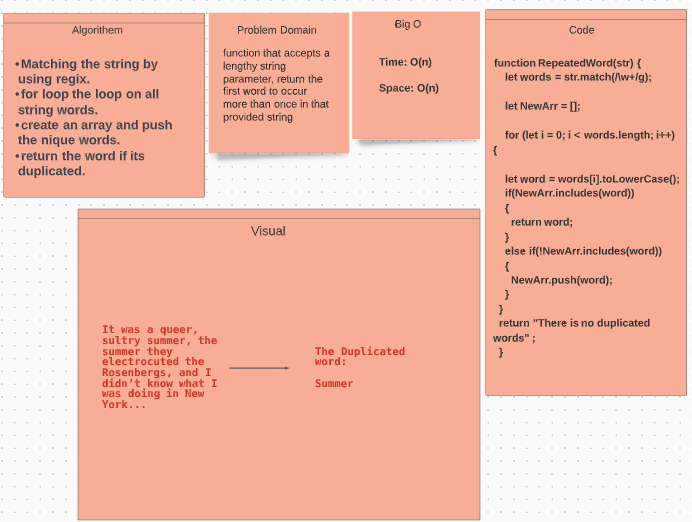 Algorithem
•Matching the string by
using regix.
•for loop the loop on all
string words.
•create an array and push
the nique words.
•return the word if its
duplicated.
Problem Domain
function that accepts a
lengthy string
parameter, return the
first word to occur
more than once in that
provided string
Big O
Time: O(n)
Space: O(n)
Code
function RepeatedWord(str) {
let words = str.match(/\w+/g);
let NewArr = [];
for (let i = 0; i < words.length; i++)
{
let word = words[i].toLowerCase();
if(NewArr.includes(word))
{
return word;
}
else if(!NewArr.includes(word))
{
NewArr.push(word);
}
}
return "There is no duplicated
words" ;
}
Visual
It was a queer,
sultry summer, the
summer they
electrocuted the
Rosenbergs, and I
didn’t know what I
was doing in New
York...
The Duplicated
word:
Summer